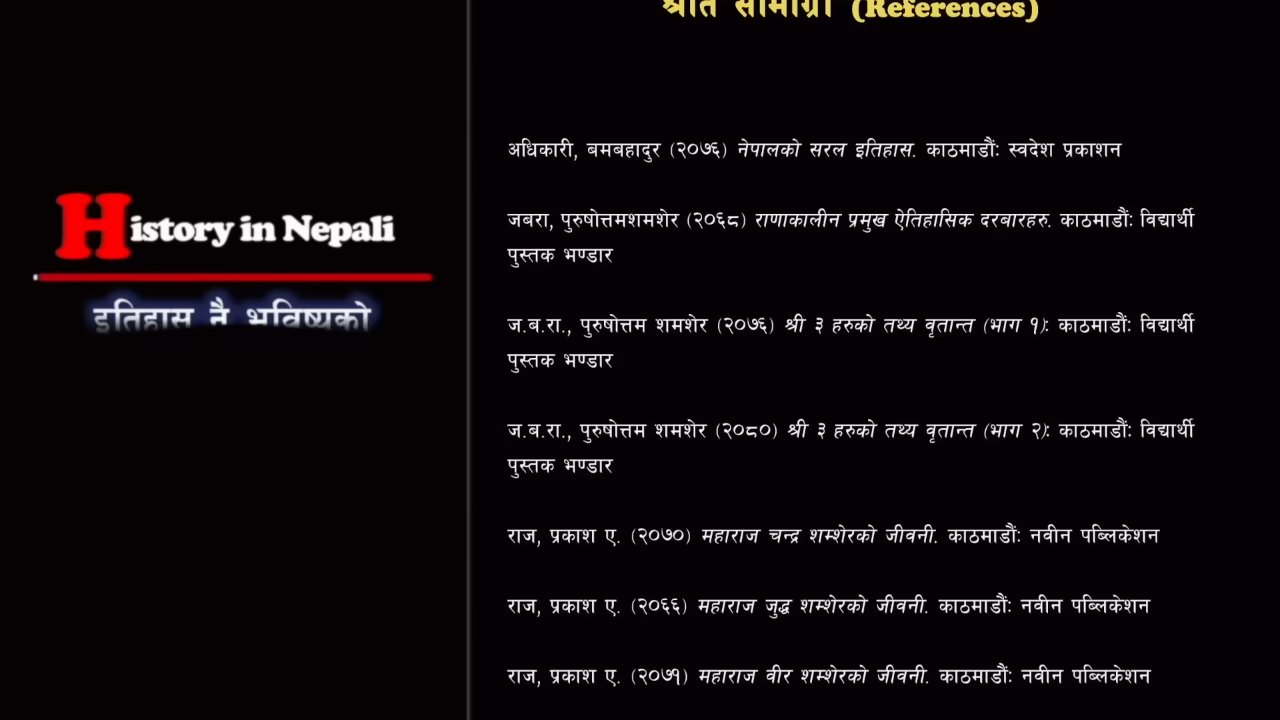 History in Nepali
इतिहास नै भविष्यको
श्रोत सामाग्री (References)
अधिकारी, बमबहादुर (२०७६) नेपालको सरल इतिहास. काठमाडौंः स्वदेश प्रकाशन
जबरा, पुरुषोत्तमशमशेर (२०६८) राणाकालीन प्रमुख ऐतिहासिक दरबारहरु. काठमाडौंः विद्यार्थी
पुस्तक भण्डार
ज.ब.रा., पुरुषोत्तम शमशेर (२०७६) श्री ३ हरुको तथ्य वृतान्त (भाग १)ः काठमाडौंः विद्यार्थी
पुस्तक भण्डार
ज.ब.रा., पुरुषोत्तम शमशेर (२०८०) श्री ३ हरुको तथ्य वृतान्त (भाग २)ः काठमाडौंः विद्यार्थी
पुस्तक भण्डार
राज, प्रकाश ए. (२०७०) महाराज चन्द्र शम्शेरको जीवनी. काठमाडौंः नवीन पब्लिकेशन
राज, प्रकाश ए. (२०६६) महाराज जुद्ध शम्शेरको जीवनी. काठमाडौंः नवीन पब्लिकेशन
राज, प्रकाश ए. (२०७१) महाराज वीर शम्शेरको जीवनी. काठमाडौंः नवीन पब्लिकेशन